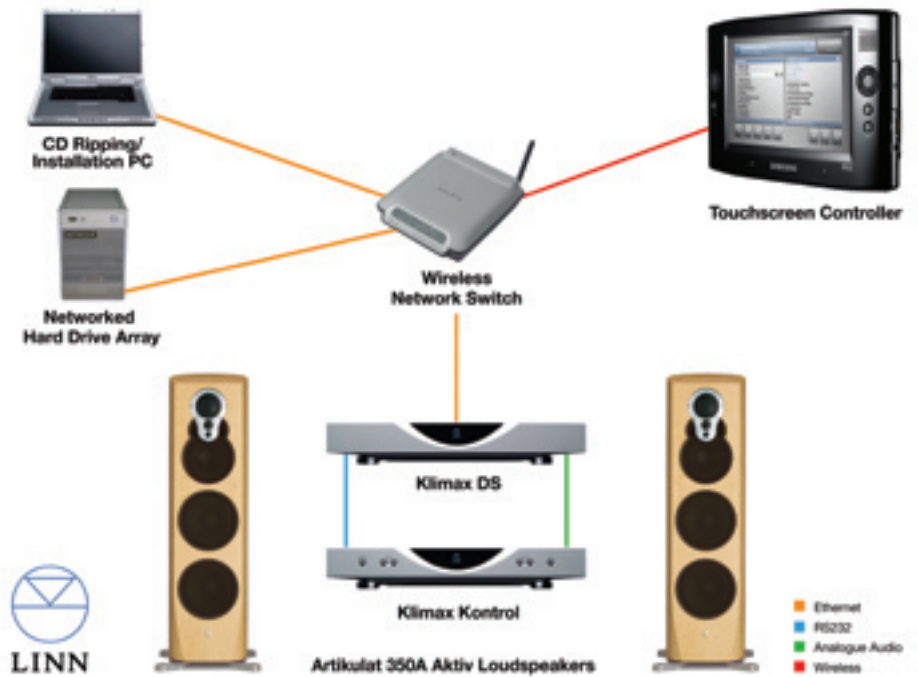 CD Ripping/
Installation PC
SAMSUNG
Touchscreen Controller
Wireless
Network Switch
Networked
Hard Drive Array
Klimax DS
Klimax Kontrol
Artikulat 350A Aktiv Loudspeakers
LINN
Ethernet
RS232
Analogue Audio
Wireless